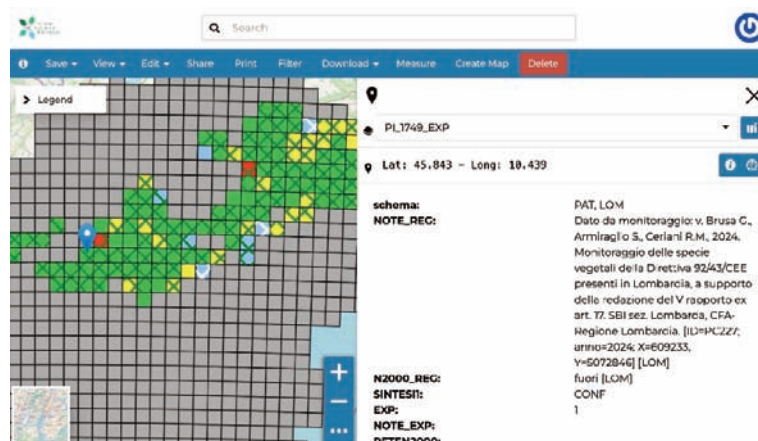 Search
Save View Edit Share Print Filter Download Measure Create Map Delete
> Legend
PI_1749_EXP
Lat: 45.843 - Long: 10.439
schema: PAT, LOM
NOTE_REG: Dato da monitoraggio: v. Brusa G.,
Armiraglio S., Ceriani R.M., 2024.
Monitoraggio delle specie
vegetali della Direttiva 92/43/CEE
presenti in Lombardia, a supporto
della redazione del V rapporto ex
art. 17. SBI sez. Lombarda, CFA-
Regione Lombardia. [ID=PC227;
anno=2024; X=609233,
Y=5072846] [LOM]
N2000_REG: fuori [LOM]
SINTESI1: CONF
EXP: 1
NOTE_EXP: